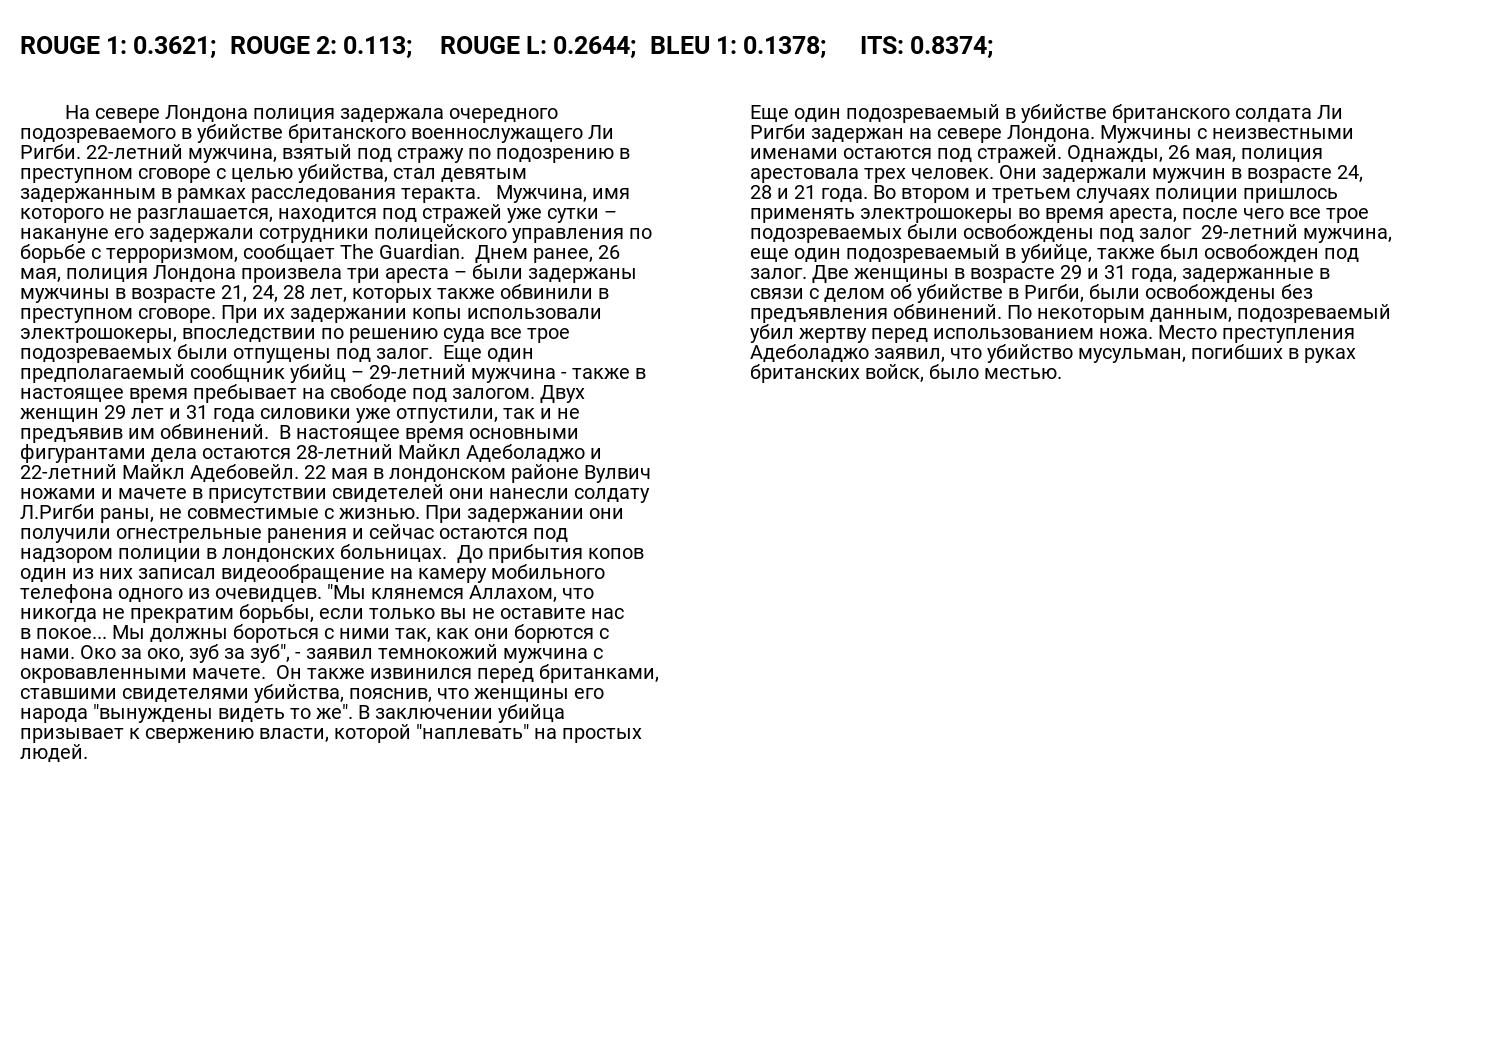 ROUGE 1: 0.3621;  ROUGE 2: 0.113;    ROUGE L: 0.2644;  BLEU 1: 0.1378;     ITS: 0.8374;
На севере Лондона полиция задержала очередного
подозреваемого в убийстве британского военнослужащего Ли
Ригби. 22-летний мужчина, взятый под стражу по подозрению в
преступном сговоре с целью убийства, стал девятым
задержанным в рамках расследования теракта.   Мужчина, имя
которого не разглашается, находится под стражей уже сутки –
накануне его задержали сотрудники полицейского управления по
борьбе с терроризмом, сообщает The Guardian.  Днем ранее, 26
мая, полиция Лондона произвела три ареста – были задержаны
мужчины в возрасте 21, 24, 28 лет, которых также обвинили в
преступном сговоре. При их задержании копы использовали
электрошокеры, впоследствии по решению суда все трое
подозреваемых были отпущены под залог.  Еще один
предполагаемый сообщник убийц – 29-летний мужчина - также в
настоящее время пребывает на свободе под залогом. Двух
женщин 29 лет и 31 года силовики уже отпустили, так и не
предъявив им обвинений.  В настоящее время основными
фигурантами дела остаются 28-летний Майкл Адеболаджо и
22-летний Майкл Адебовейл. 22 мая в лондонском районе Вулвич
ножами и мачете в присутствии свидетелей они нанесли солдату
Л.Ригби раны, не совместимые с жизнью. При задержании они
получили огнестрельные ранения и сейчас остаются под
надзором полиции в лондонских больницах.  До прибытия копов
один из них записал видеообращение на камеру мобильного
телефона одного из очевидцев. "Мы клянемся Аллахом, что
никогда не прекратим борьбы, если только вы не оставите нас
в покое... Мы должны бороться с ними так, как они борются с
нами. Око за око, зуб за зуб", - заявил темнокожий мужчина с
окровавленными мачете.  Он также извинился перед британками,
ставшими свидетелями убийства, пояснив, что женщины его
народа "вынуждены видеть то же". В заключении убийца
призывает к свержению власти, которой "наплевать" на простых
людей.
Еще один подозреваемый в убийстве британского солдата Ли
Ригби задержан на севере Лондона. Мужчины с неизвестными
именами остаются под стражей. Однажды, 26 мая, полиция
арестовала трех человек. Они задержали мужчин в возрасте 24,
28 и 21 года. Во втором и третьем случаях полиции пришлось
применять электрошокеры во время ареста, после чего все трое
подозреваемых были освобождены под залог  29-летний мужчина,
еще один подозреваемый в убийце, также был освобожден под
залог. Две женщины в возрасте 29 и 31 года, задержанные в
связи с делом об убийстве в Ригби, были освобождены без
предъявления обвинений. По некоторым данным, подозреваемый
убил жертву перед использованием ножа. Место преступления
Адеболаджо заявил, что убийство мусульман, погибших в руках
британских войск, было местью.